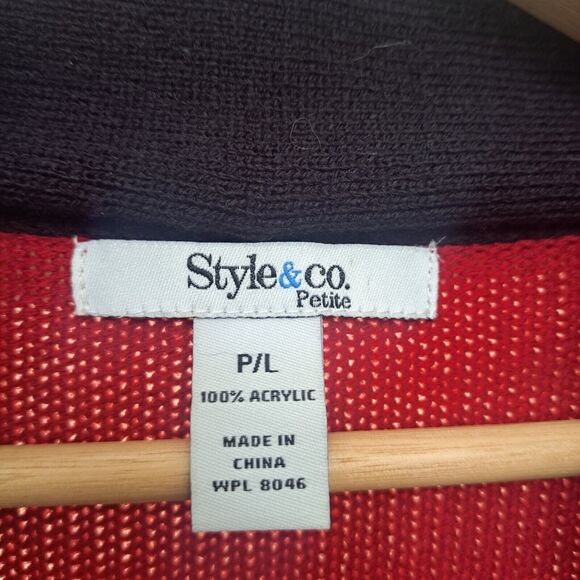 Style&co.
Petite
P/L
100% ACRYLIC
MADE IN
CHINA
WPL 8046